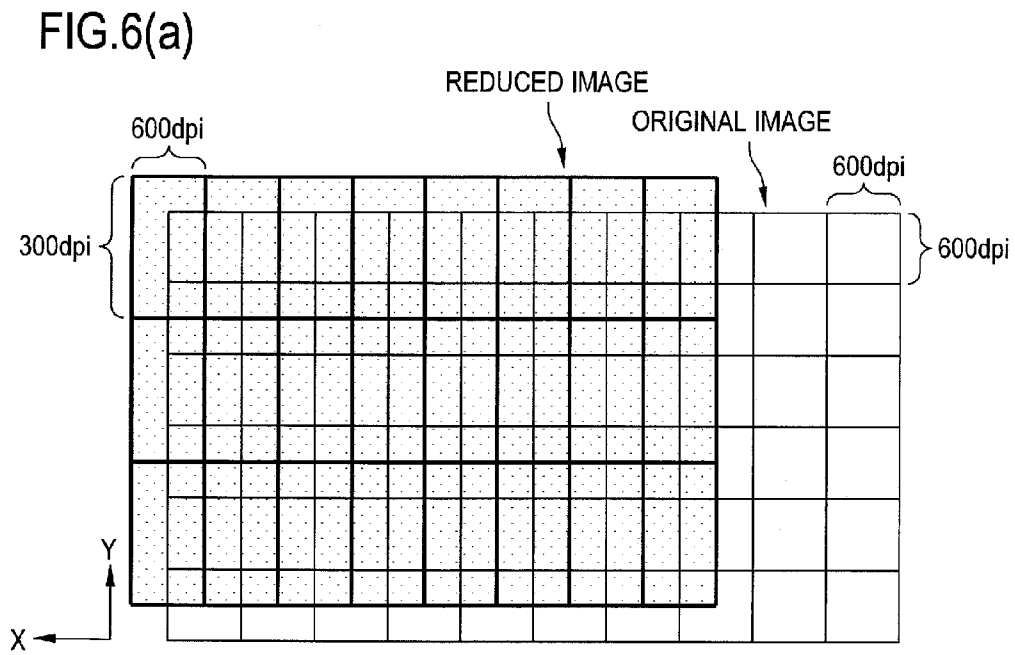 FIG.6(a)
REDUCED IMAGE
600dpi
ORIGINAL IMAGE
600dpi
300dpi
600dpi
Y
X